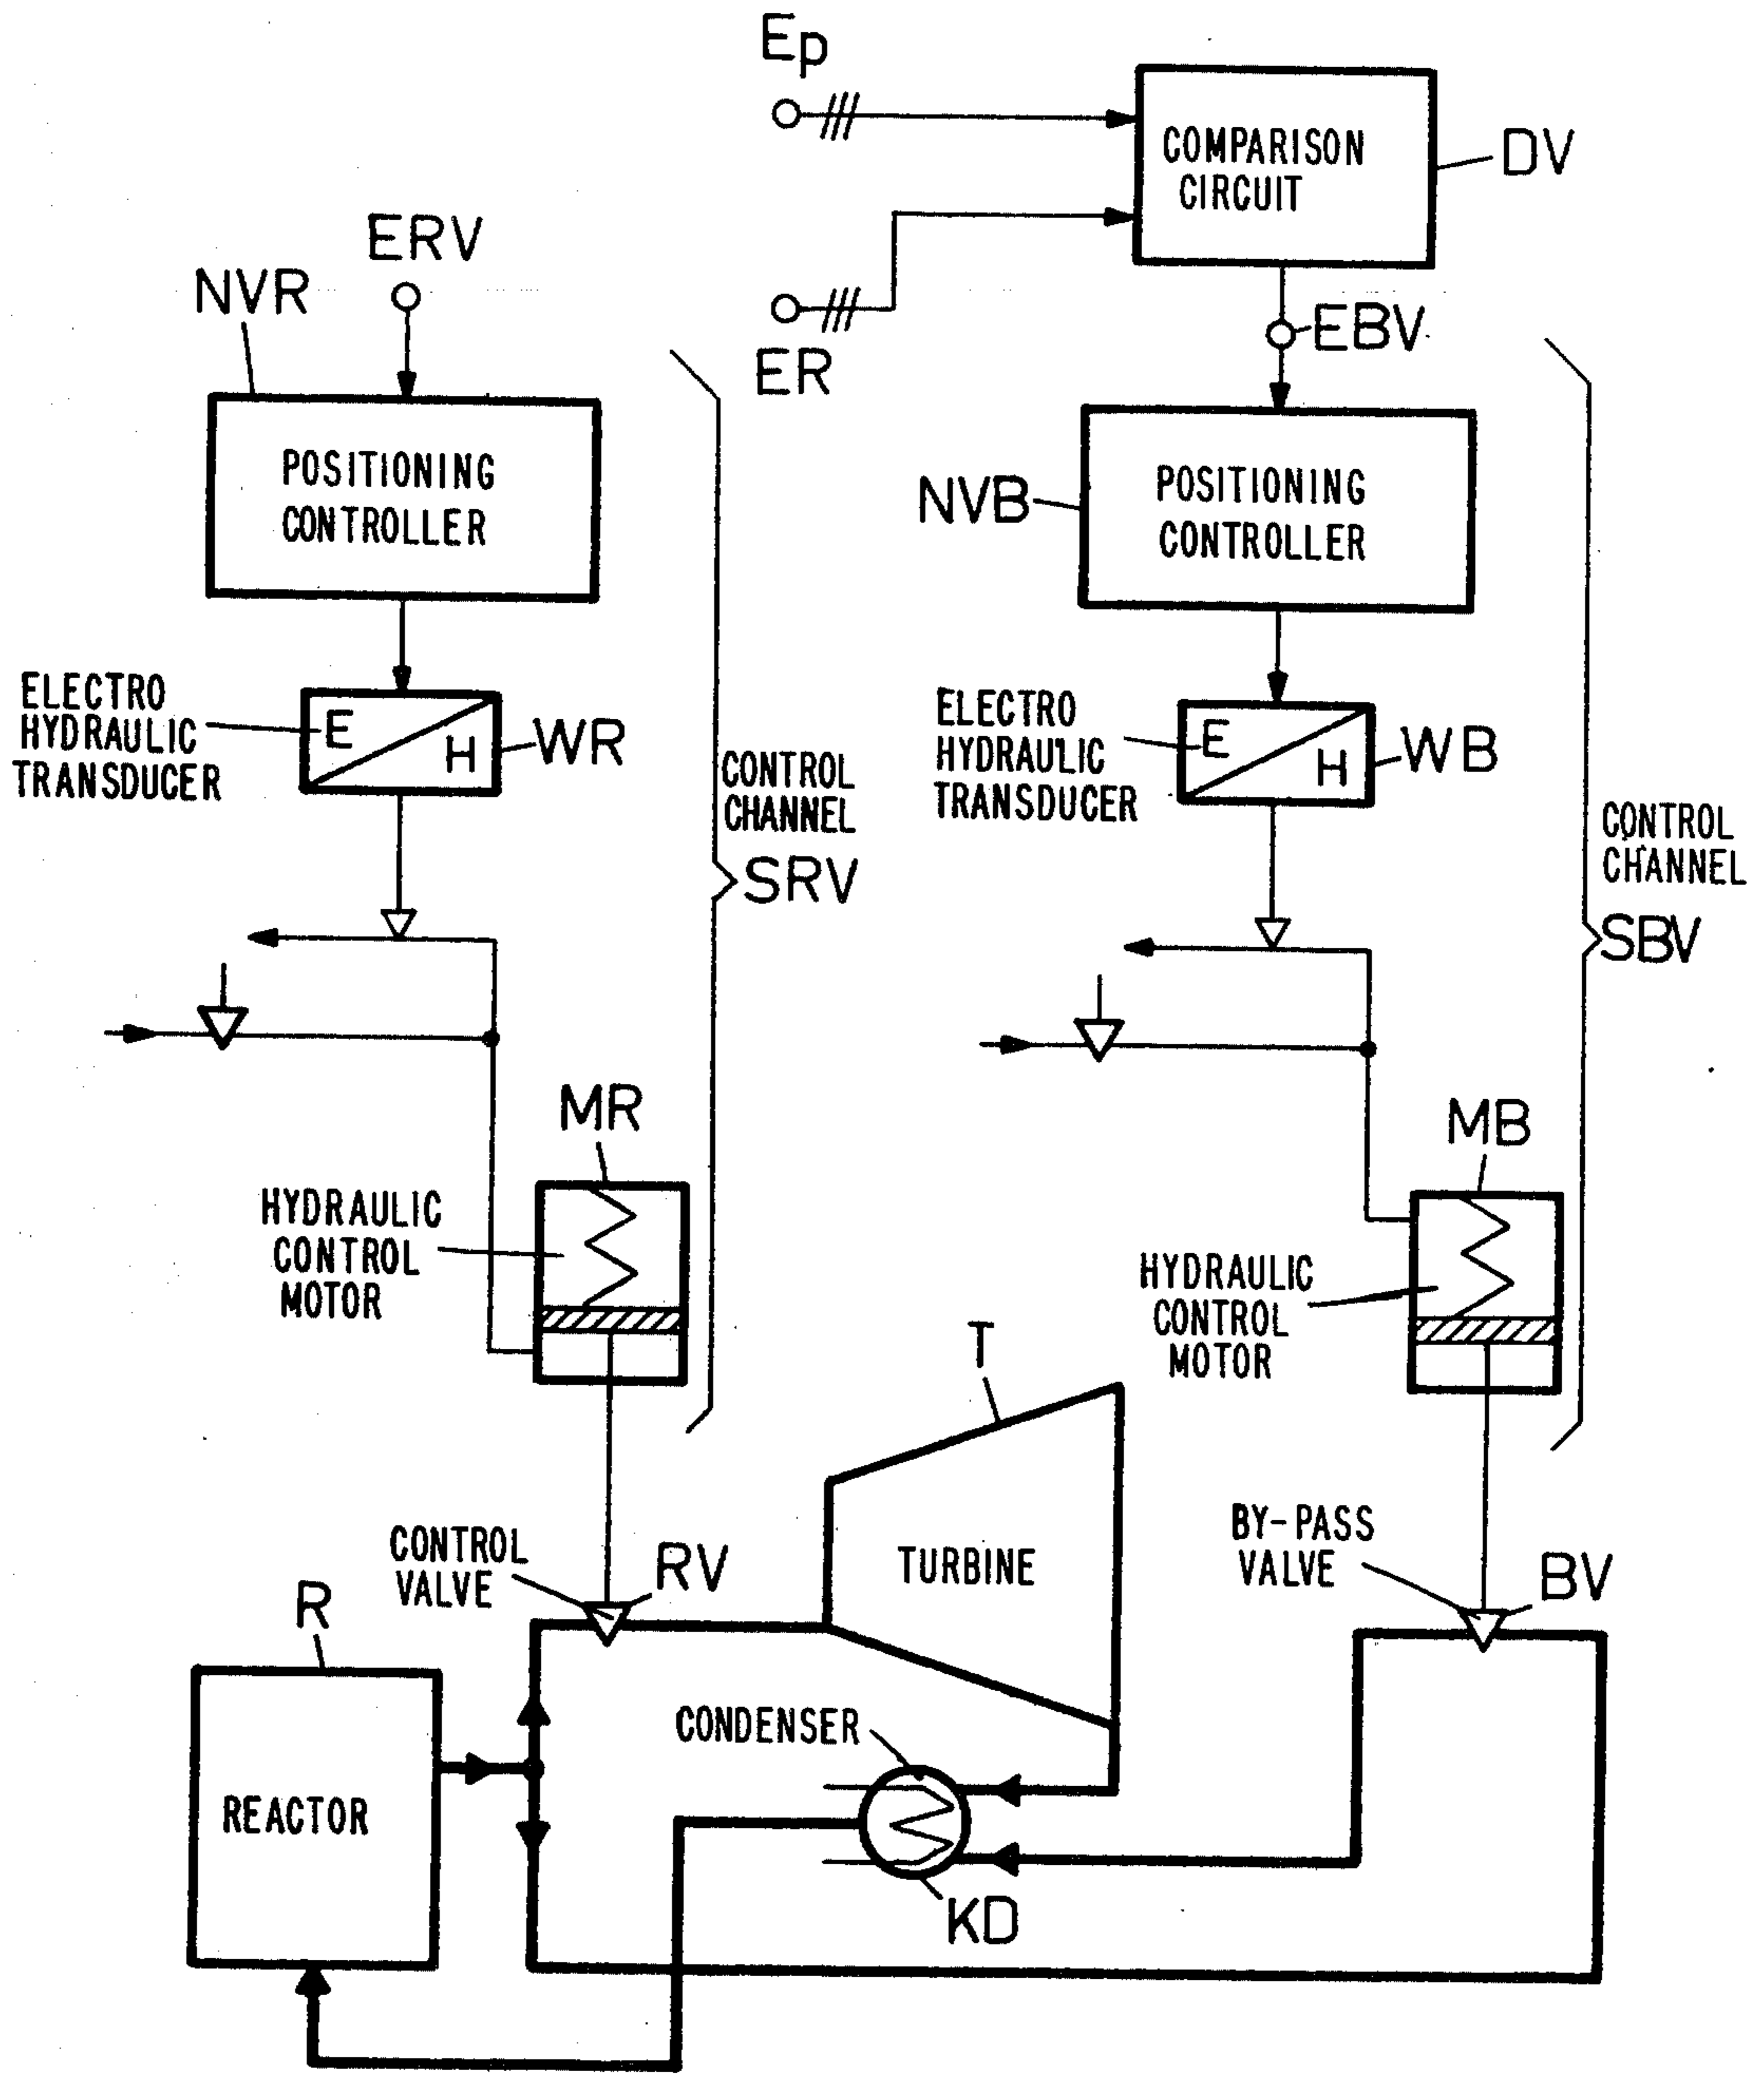 Ep
COMPARISON
CIRCUIT
DV
ERV
NVR
ER
EBV
POSITIONING
CONTROLLER
NVB
POSITIONING
CONTROLLER
ELECTRO
HYDRAULIC
TRANSDUCER
E
H
WR
CONTROL
CHANNEL
SRV
ELECTRO
HYDRAULIC
TRANSDUCER
E
H
WB
CONTROL
CHANNEL
SBV
MR
HYDRAULIC
CONTROL
MOTOR
MB
HYDRAULIC
CONTROL
MOTOR
T
TURBINE
CONTROL
VALVE
RV
BY-PASS
VALVE
BV
R
REACTOR
CONDENSER
KD